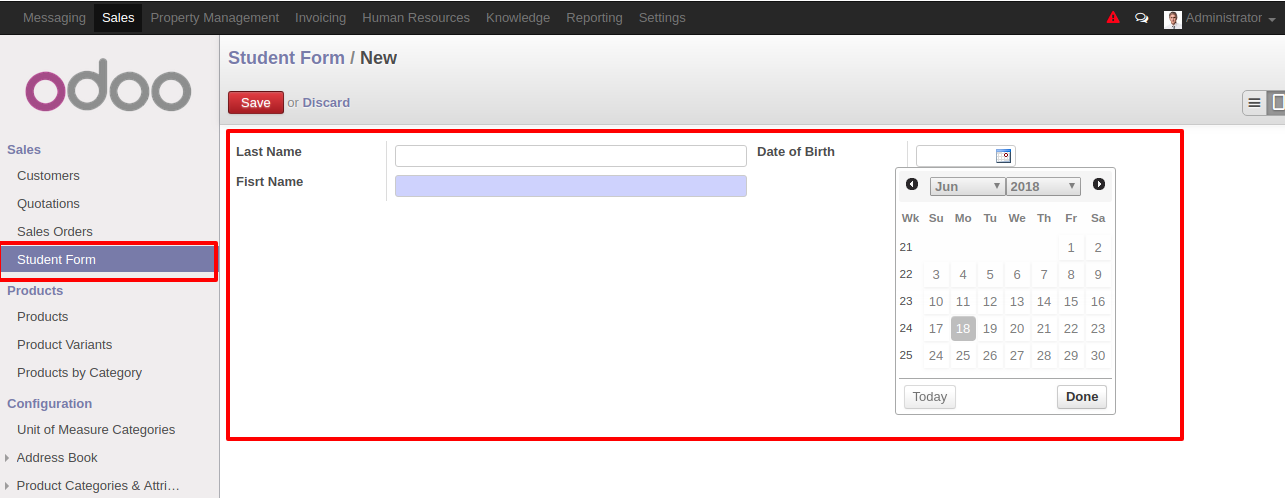 Messaging Sales Property Management Invoicing Human Resources Knowledge Reporting Settings Administrator
odoo
Sales
Customers
Quotations
Sales Orders
Student Form
Products
Products
Product Variants
Products by Category
Configuration
Unit of Measure Categories
Address Book
Product Categories & Attri…
Student Form / New
Save or Discard
Last Name
Fisrt Name
Date of Birth
Jun 2018
Wk Su Mo Tu We Th Fr Sa
21 1 2
22 3 4 5 6 7 8 9
23 10 11 12 13 14 15 16
24 17 18 19 20 21 22 23
25 24 25 26 27 28 29 30
Today Done